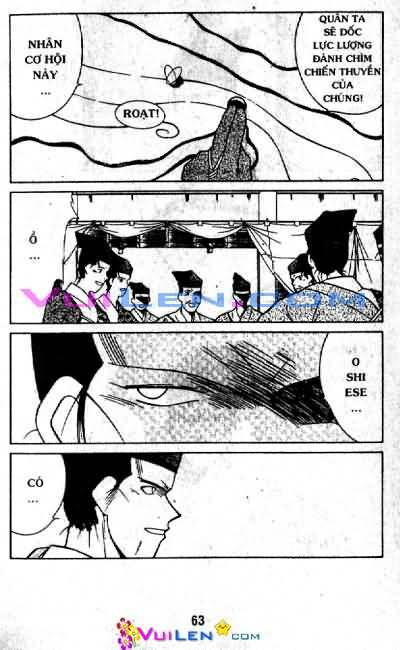 NHÂN
CƠ HỘI
NÀY
...
QUÂN TA
SẼ DỐC
LỰC LƯỢNG
ĐÁNH CHÌM
CHIẾN THUYỀN
CỦA
CHÚNG!
ROẠT!
Ồ
...
VUILEN.COM
O
SHI
ESE
...
CÓ
...
63
VUILEN.COM